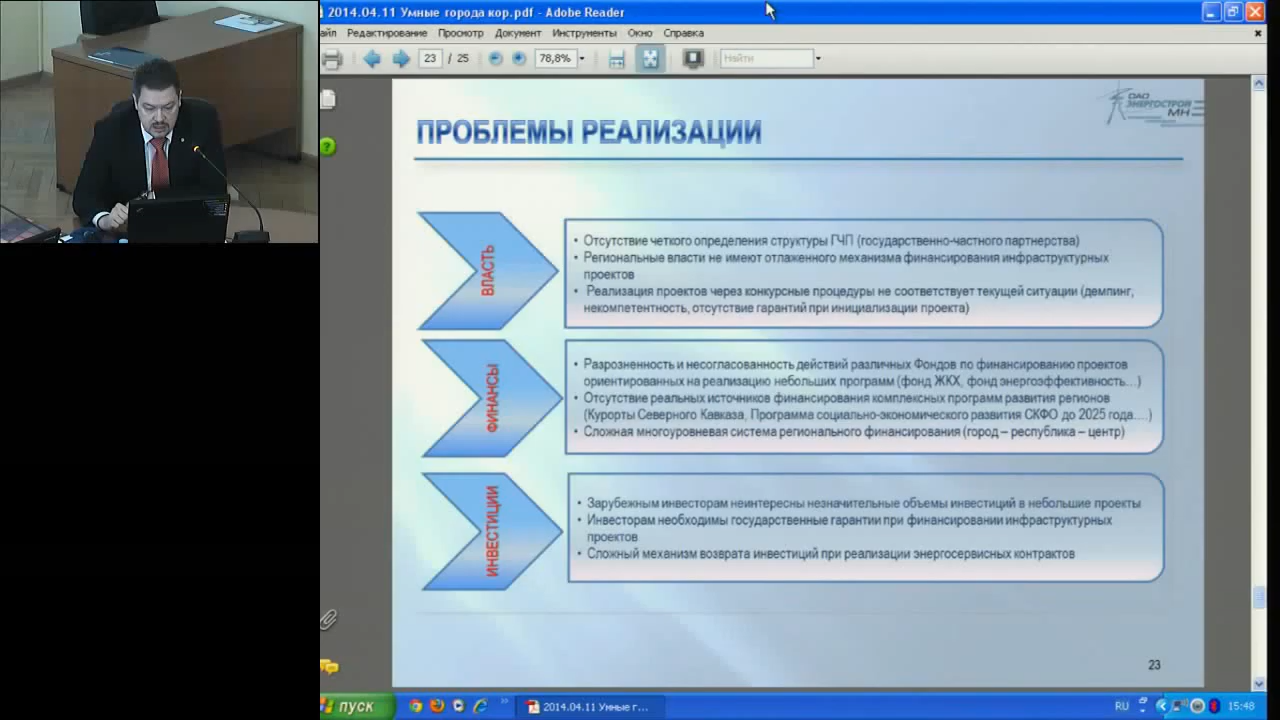 2014.04.11 Умные города кор.pdf - Adobe Reader
айл Редактирование Просмотр Документ Инструменты Окно Справка
23 / 25 78,8% Найти
ОАО
ЭНЕРГОСТРОЙ
МН
ПРОБЛЕМЫ РЕАЛИЗАЦИИ
ВЛАСТЬ
• Отсутствие четкого определения структуры ГЧП (государственно-частного партнерства)
• Региональные власти не имеют отлаженного механизма финансирования инфраструктурных
проектов
• Реализация проектов через конкурсные процедуры не соответствует текущей ситуации (демпинг,
некомпетентность, отсутствие гарантий при инициализации проекта)
ФИНАНСЫ
• Разрозненность и несогласованность действий различных Фондов по финансированию проектов
ориентированных на реализацию небольших программ (фонд ЖКХ, фонд энергоэффективность...)
• Отсутствие реальных источников финансирования комплексных программ развития регионов
(Курорты Северного Кавказа, Программа социально-экономического развития СКФО до 2025 года....)
• Сложная многоуровневая система регионального финансирования (город – республика – центр)
ИНВЕСТИЦИИ
• Зарубежным инвесторам неинтересны незначительные объемы инвестиций в небольшие проекты
• Инвесторам необходимы государственные гарантии при финансировании инфраструктурных
проектов
• Сложный механизм возврата инвестиций при реализации энергосервисных контрактов
23
пуск 2014.04.11 Умные г... RU 15:48